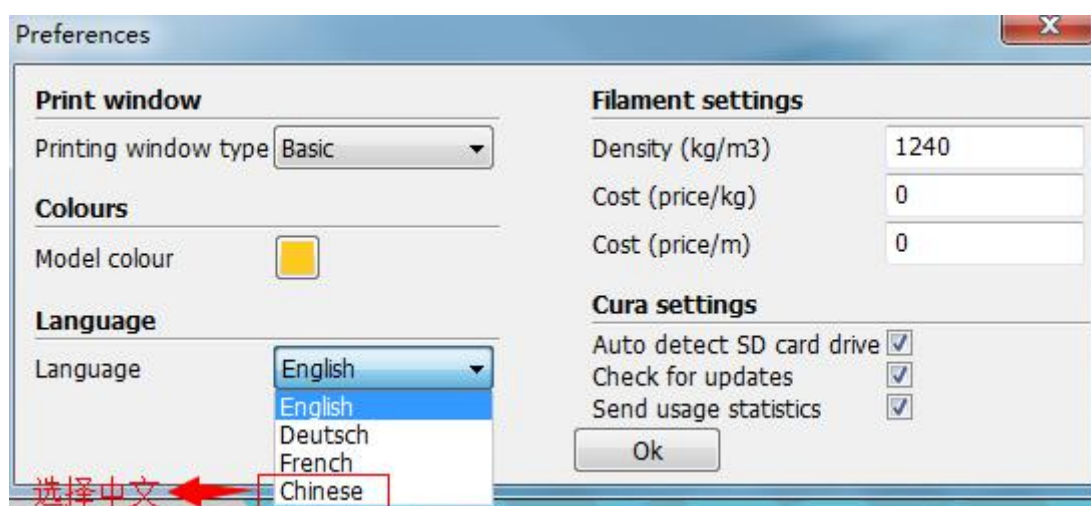 Preferences
Print window
Printing window type Basic
Colours
Model colour
Language
Language English
English
Deutsch
French
Chinese
选择中文
Filament settings
Density (kg/m3) 1240
Cost (price/kg) 0
Cost (price/m) 0
Cura settings
Auto detect SD card drive
Check for updates
Send usage statistics
Ok